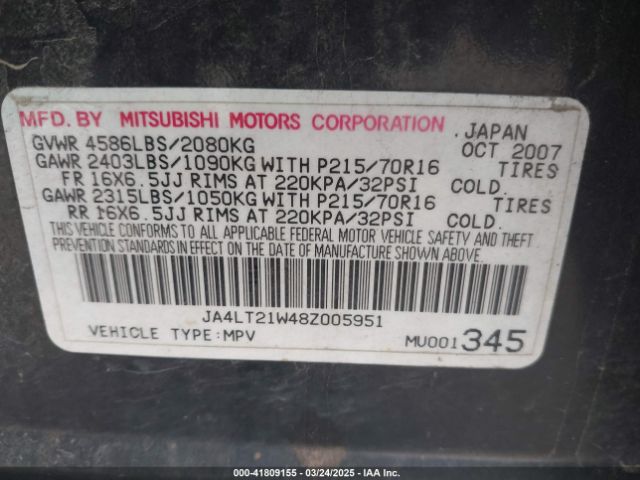 MFD. BY MITSUBISHI MOTORS CORPORATION, JAPAN
GVWR 4586LBS/2080KG OCT 2007
GAWR 2403LBS/1090KG WITH P215/70R16 TIRES
FR 16X6.5JJ RIMS AT 220KPA/32PSI COLD.
GAWR 2315LBS/1050KG WITH P215/70R16 TIRES
RR 16X6.5JJ RIMS AT 220KPA/32PSI COLD.
THIS VEHICLE CONFORMS TO ALL APPLICABLE FEDERAL MOTOR VEHICLE SAFETY AND THEFT
PREVENTION STANDARDS IN EFFECT ON THE DATE OF MANUFACTURE SHOWN ABOVE.
JA4LT21W48Z005951
VEHICLE TYPE:MPV MU001 345
000-41809155 — 03/24/2025 — IAA Inc.